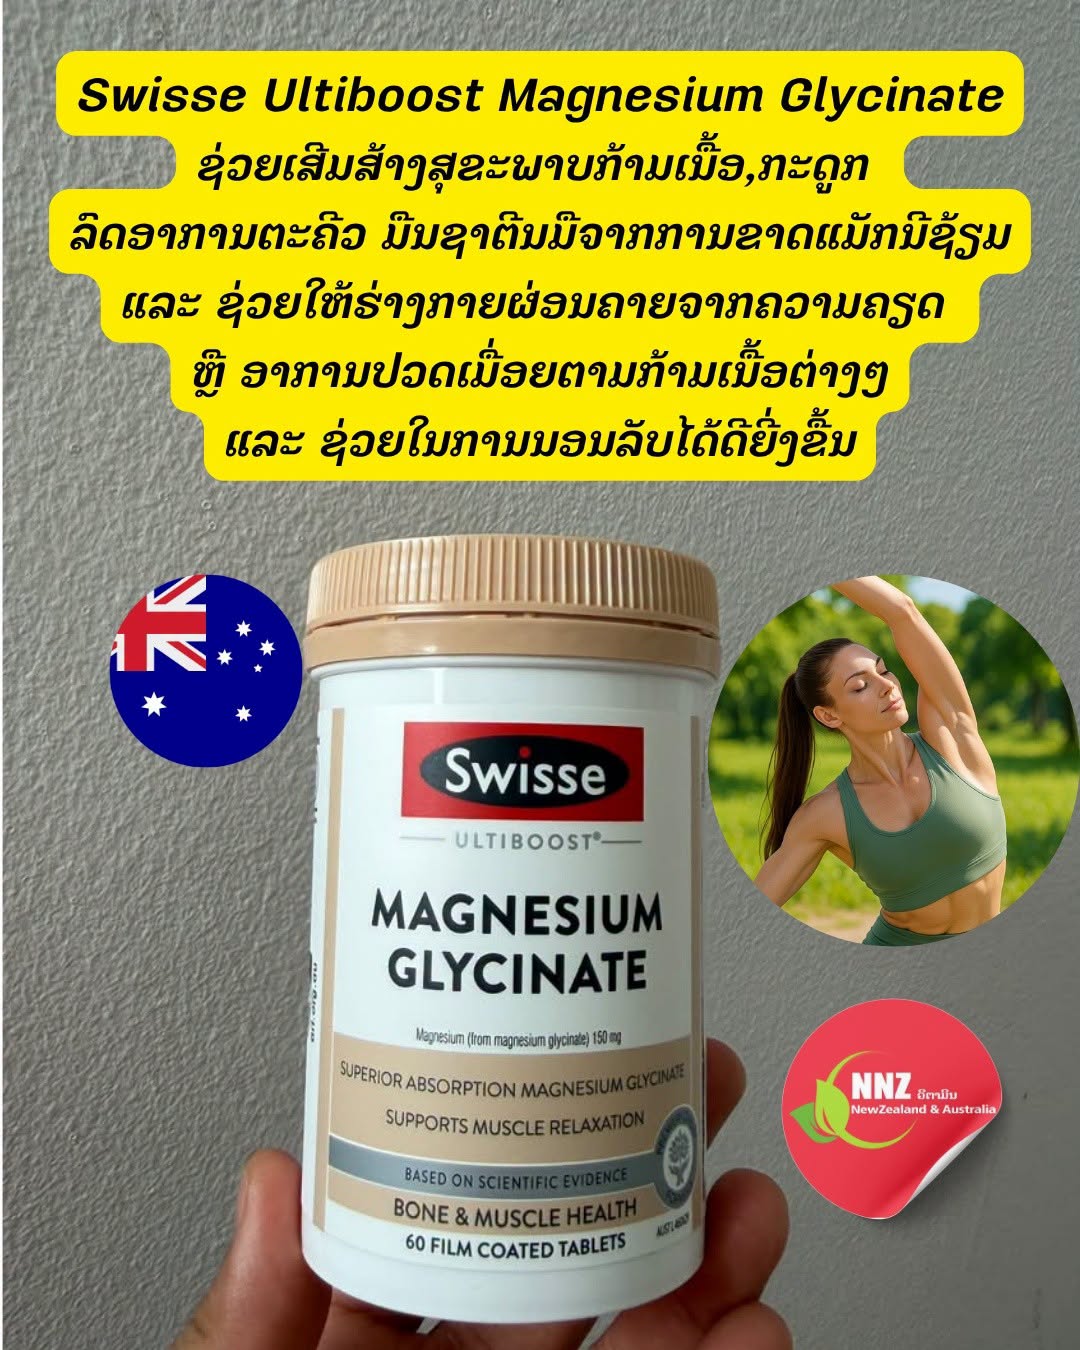 Swisse Ultiboost Magnesium Glycinate
ຊ່ວຍເສີມສ້າງສຸຂະພາບກ້າມເນື້ອ,ກະດູກ
ລົດອາການຕະຄິວ ມືນຊາຕີນມືຈາກການຂາດແມັກນີຊ້ຽມ
ແລະ ຊ່ວຍໃຫ້ຮ່າງກາຍຜ່ອນຄາຍຈາກຄວາມຄຽດ
ຫຼື ອາການປວດເມື່ອຍຕາມກ້າມເນື້ອຕ່າງໆ
ແລະ ຊ່ວຍໃນການນອນລັບໄດ້ດີຍິ່ງຂຶ້ນ
Swisse
ULTIBOOST®
MAGNESIUM
GLYCINATE
Magnesium (from magnesium glycinate) 150 mg
SUPERIOR ABSORPTION MAGNESIUM GLYCINATE
SUPPORTS MUSCLE RELAXATION
BASED ON SCIENTIFIC EVIDENCE
BONE & MUSCLE HEALTH
60 FILM COATED TABLETS
NNZ ວິຕາມິນ
NewZealand & Australia